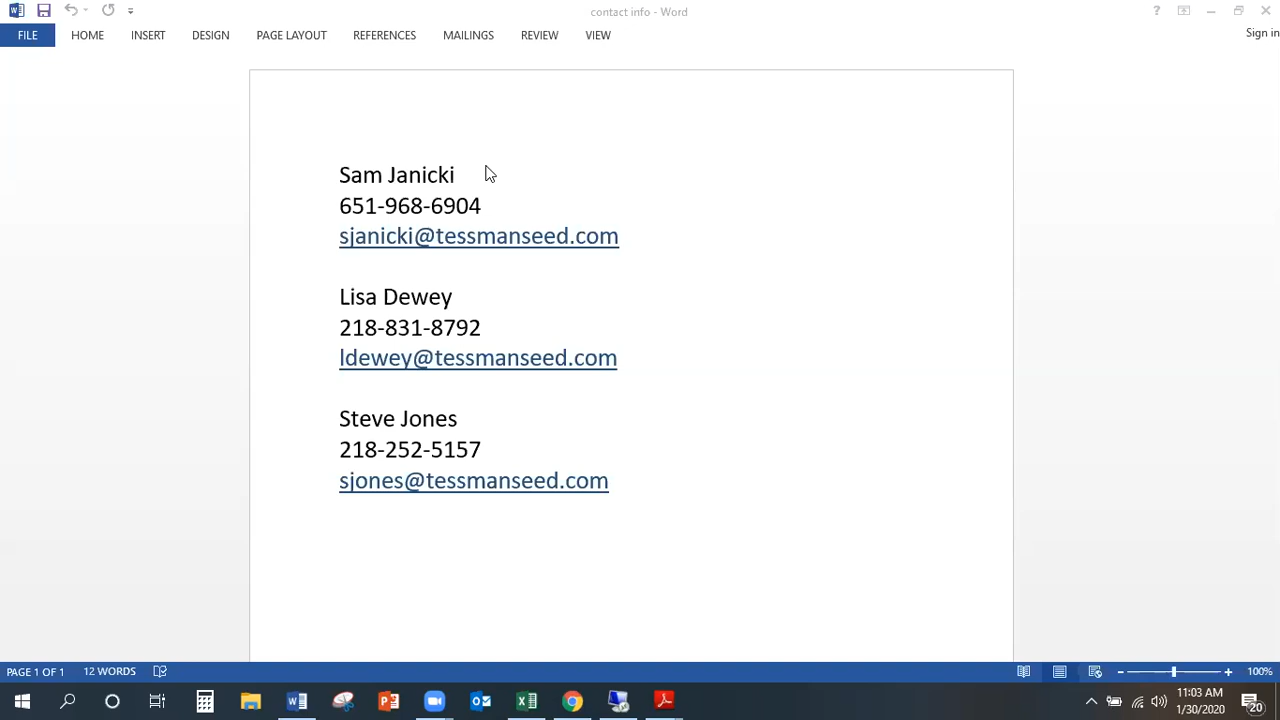 contact info - Word
?
FILE HOME INSERT DESIGN PAGE LAYOUT REFERENCES MAILINGS REVIEW VIEW
Sign in
Sam Janicki
651-968-6904
sjanicki@tessmanseed.com
Lisa Dewey
218-831-8792
ldewey@tessmanseed.com
Steve Jones
218-252-5157
sjones@tessmanseed.com
PAGE 1 OF 1 12 WORDS
100%
11:03 AM
1/30/2020
20